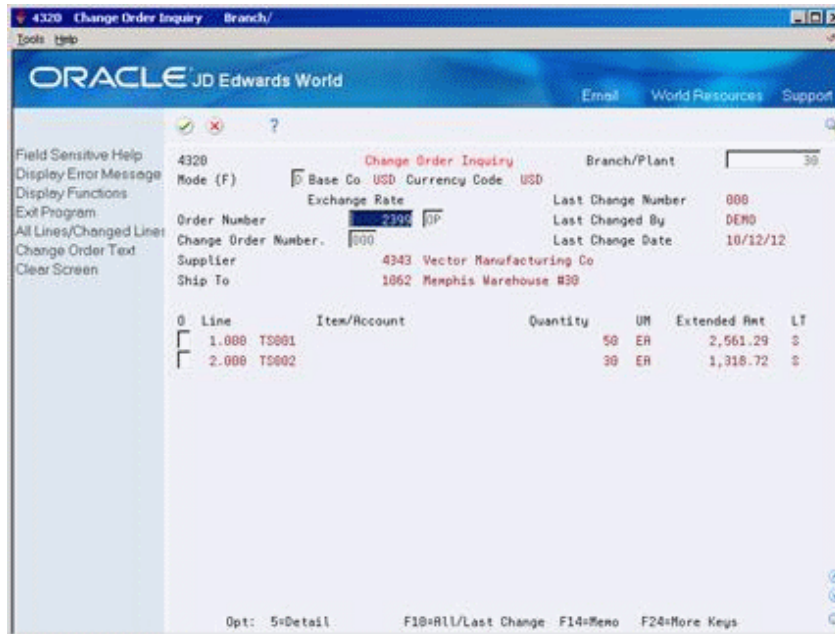 4320 Change Order Inquiry Branch/
Tools Help
ORACLE JD Edwards World
Email World Resources Support
?
Field Sensitive Help
Display Error Message
Display Functions
Exit Program
All Lines/Changed Lines
Change Order Text
Clear Screen
4320 Change Order Inquiry Branch/Plant 30
Mode (F) D Base Co USD Currency Code USD
Exchange Rate Last Change Number 000
Order Number 2399 OP Last Changed By DEMO
Change Order Number. 000 Last Change Date 10/12/12
Supplier 4343 Vector Manufacturing Co
Ship To 1062 Memphis Warehouse #30
O Line Item/Account Quantity UM Extended Amt LT
1.000 TS001 50 EA 2,561.29 S
2.000 TS002 30 EA 1,318.72 S
Opt: 5=Detail F10=All/Last Change F14=Memo F24=More Keys